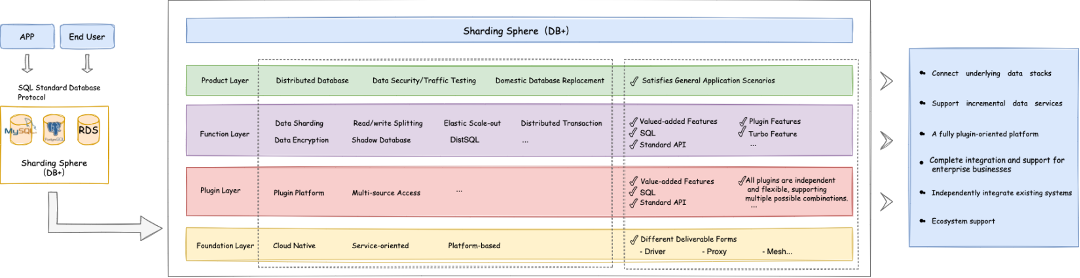 APP
End User
SQL Standard Database
Protocol
MySQL
PostgreSQL
RDS
Sharding Sphere
(DB+)
Sharding Sphere (DB+)
Product Layer
Distributed Database
Data Security/Traffic Testing
Domestic Database Replacement
Satisfies General Application Scenarios
Function Layer
Data Sharding
Read/write Splitting
Elastic Scale-out
Distributed Transaction
Data Encryption
Shadow Database
DistSQL
...
Valued-added Features
SQL
Standard API
Plugin Features
Turbo Feature
...
Plugin Layer
Plugin Platform
Multi-source Access
...
Value-added Features
SQL
Standard API
All plugins are independent
and flexible, supporting
multiple possible combinations.
...
Foundation Layer
Cloud Native
Service-oriented
Platform-based
Different Deliverable Forms
- Driver
- Proxy
- Mesh...
Connect underlying data stacks
Support incremental data services
A fully plugin-oriented platform
Complete integration and support for
enterprise businesses
Independently integrate existing systems
Ecosystem support